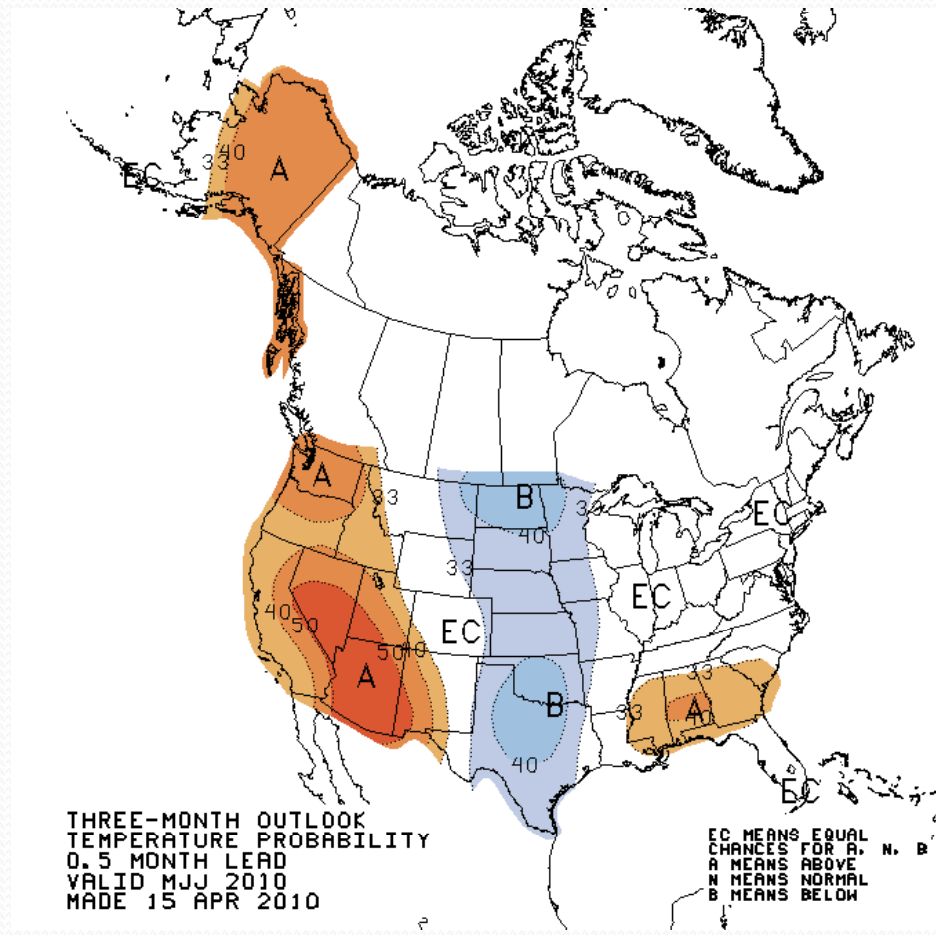 EC
33
40
A
A
33
B
33
40
33
40
50
EC
50
40
A
EC
EC
B
40
33
33
A
40
EC
THREE-MONTH OUTLOOK
TEMPERATURE PROBABILITY
0.5 MONTH LEAD
VALID MJJ 2010
MADE 15 APR 2010
EC MEANS EQUAL
CHANCES FOR A, N, B
A MEANS ABOVE
N MEANS NORMAL
B MEANS BELOW